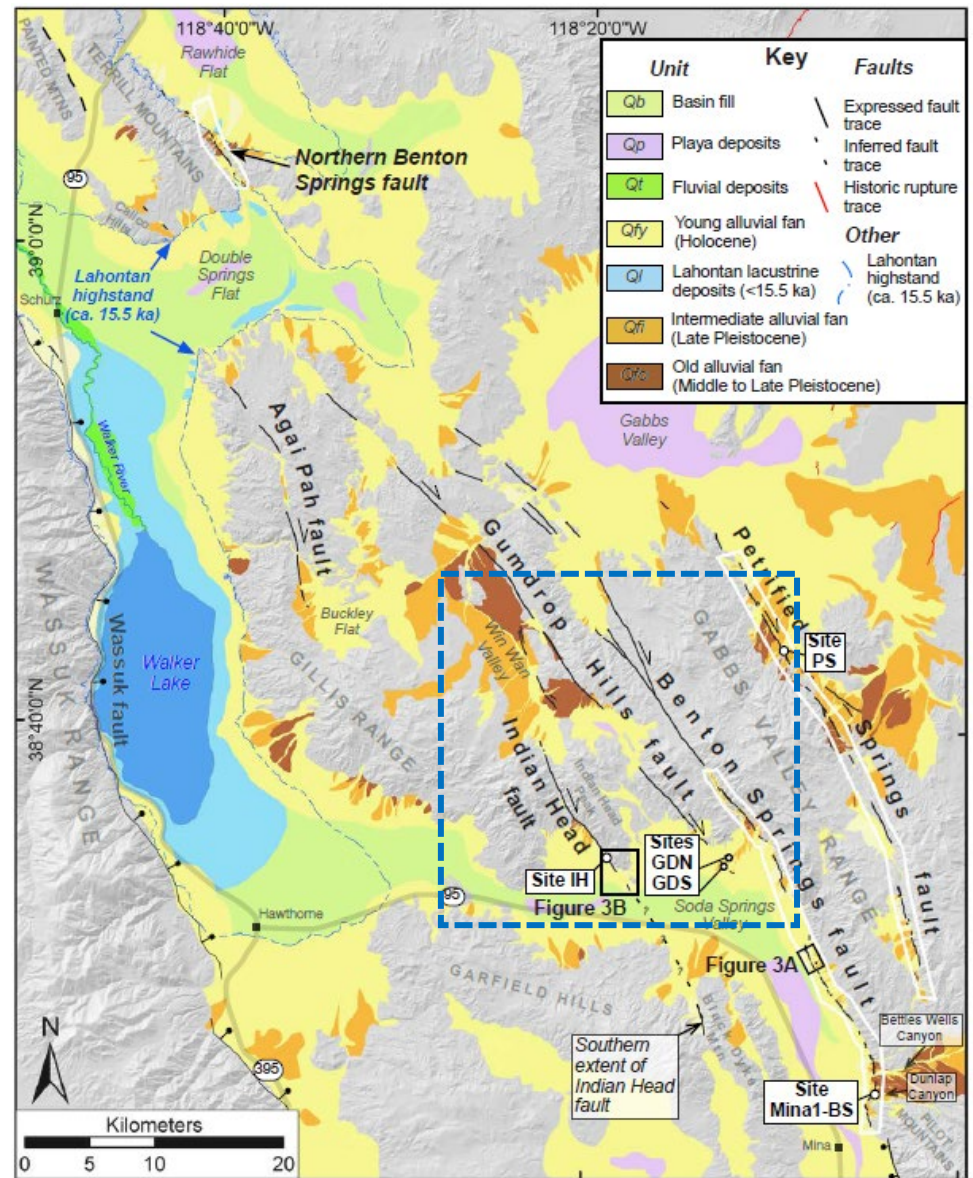 118°40'0"W
118°20'0"W
PAINTED MTNS
TERRILL MOUNTAINS
Rawhide
Flat
Key
Unit
Faults
Qb Basin fill
Qp Playa deposits
Qt Fluvial deposits
Qfy Young alluvial fan
(Holocene)
Ql Lahontan lacustrine
deposits (<15.5 ka)
Qfi Intermediate alluvial fan
(Late Pleistocene)
Qfo Old alluvial fan
(Middle to Late Pleistocene)
Expressed fault
trace
Inferred fault
trace
Historic rupture
trace
Other
Lahontan
highstand
(ca. 15.5 ka)
95
Northern Benton
Springs fault
Calico
Hills
39°0'0"N
Double
Springs
Flat
Lahontan
highstand
(ca. 15.5 ka)
Schurz
Walker River
Agai Pah fault
Gabbs
Valley
Gumdrop Hills fault
Petrified Springs fault
Benton Springs fault
Buckley
Flat
Win Wan
Valley
GABBS VALLEY RANGE
Site
PS
WASSUK RANGE
Wassuk fault
Walker
Lake
GILLIS RANGE
38°40'0"N
Indian Head
fault
Indian Head
Peak
Sites
GDN
GDS
Site IH
Figure 3B
95
Soda Springs
Valley
?
Hawthorne
Figure 3A
GARFIELD HILLS
Southern
extent of
Indian Head
fault
Black Dyke
Mtn
Bettles Wells
Canyon
Dunlap
Canyon
Site
Mina1-BS
PILOT
MOUNTAINS
Mina
395
N
Kilometers
0 5 10 20